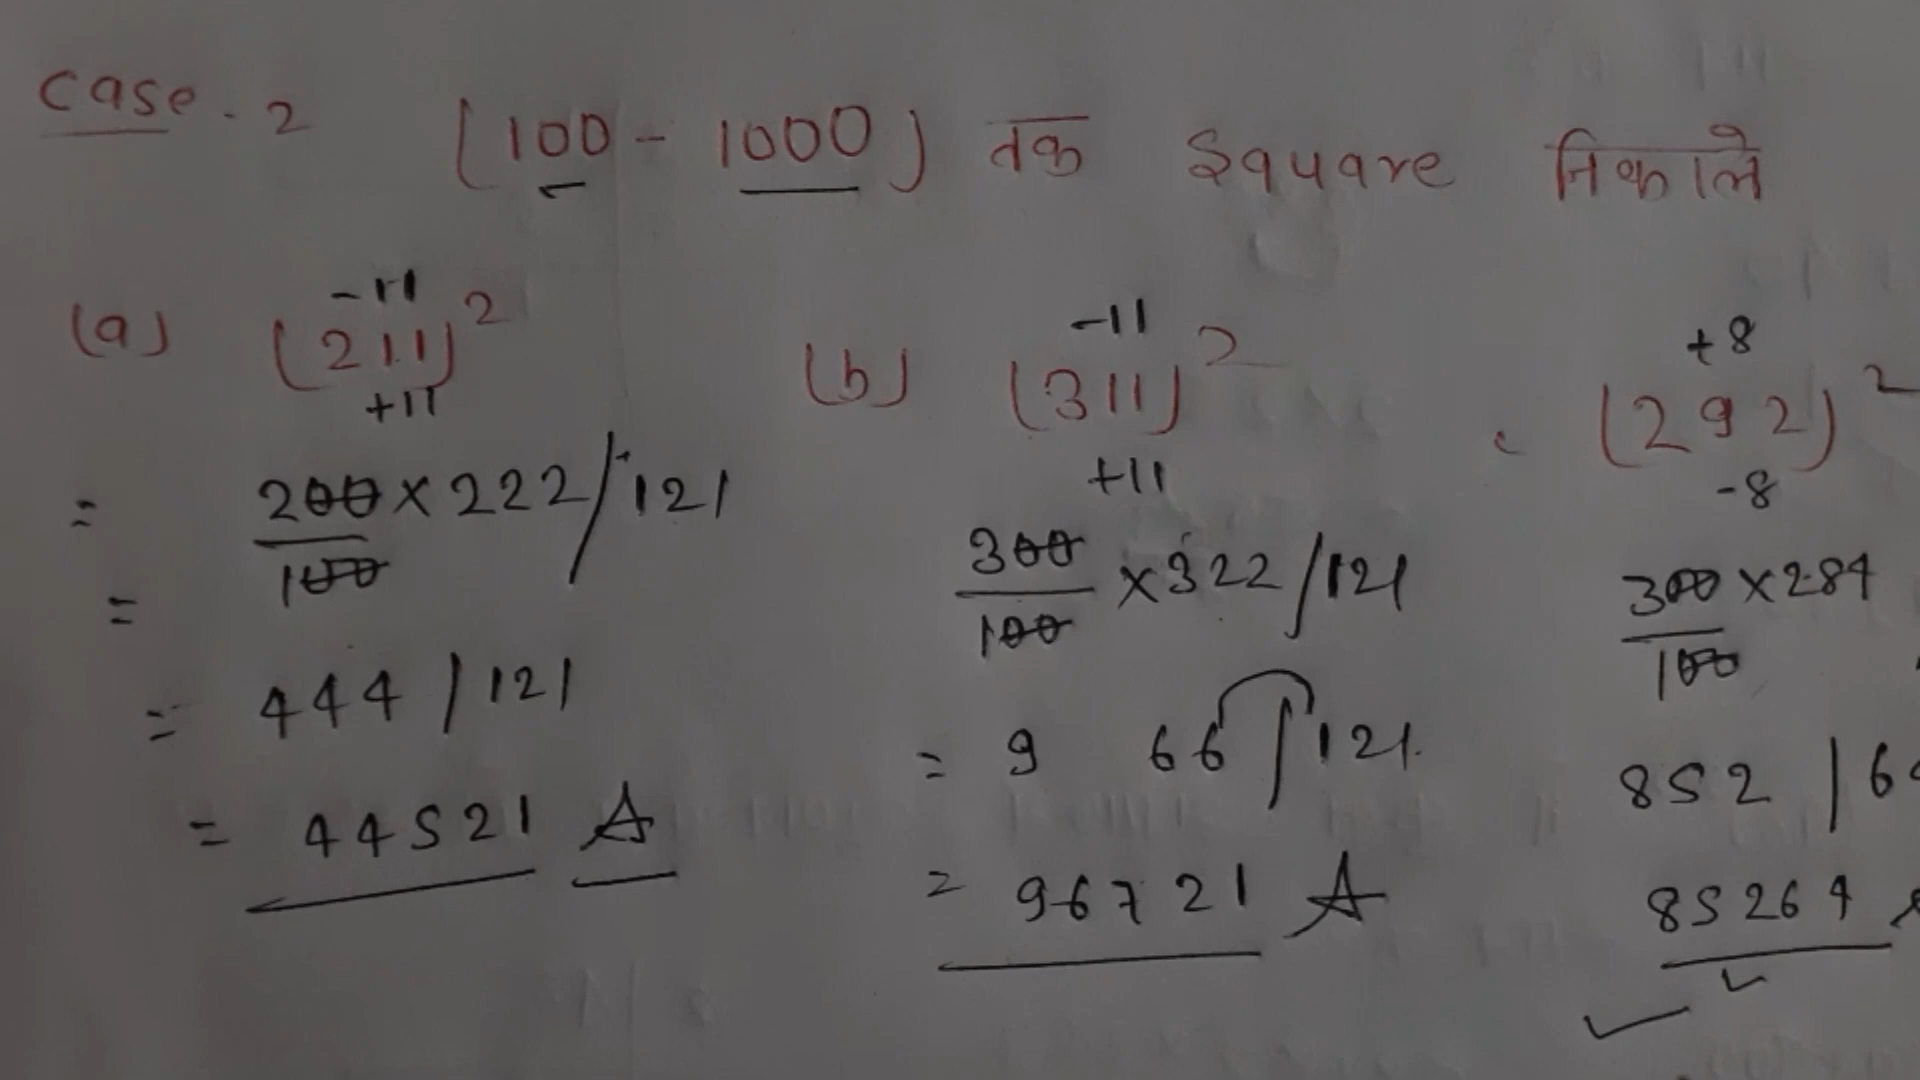 case. 2 (100 - 1000) तक Square निकाले
(a) (211)²
-11
+11
= 200 × 222 / 121
100
=
= 444 / 121
= 44521 A
(b) (311)²
-11
+11
300 × 322 / 121
100
= 9 66 / 121
= 96721 A
(292)²
+8
-8
300 × 284
100
852 / 6
85264